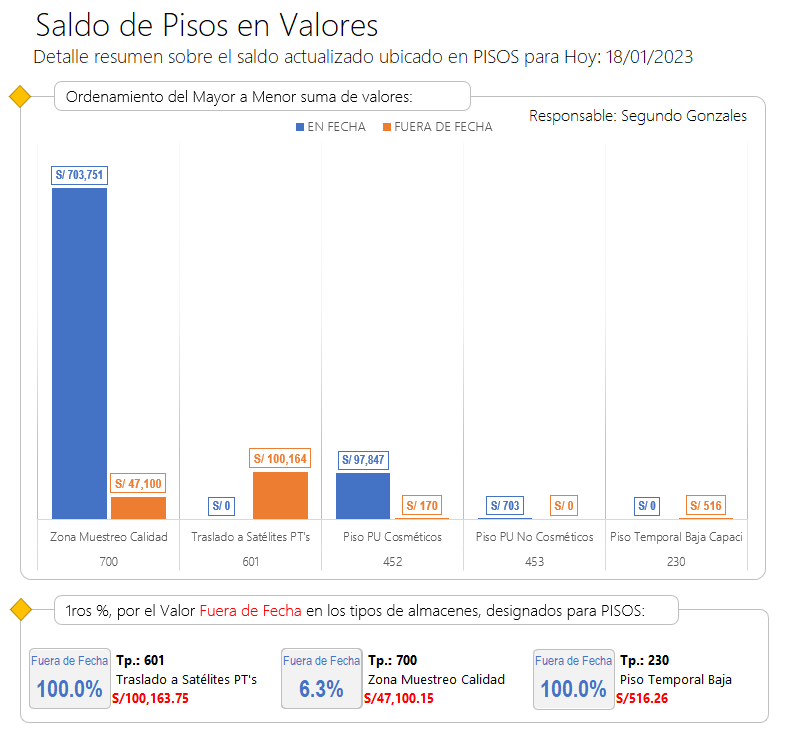 Saldo de Pisos en Valores
Detalle resumen sobre el saldo actualizado ubicado en PISOS para Hoy: 18/01/2023
Ordenamiento del Mayor a Menor suma de valores:
Responsable: Segundo Gonzales
EN FECHA FUERA DE FECHA
S/ 703,751
S/ 47,100
S/ 0
S/ 100,164
S/ 97,847
S/ 170
S/ 703
S/ 0
S/ 0
S/ 516
Zona Muestreo Calidad
Traslado a Satélites PT's
Piso PU Cosméticos
Piso PU No Cosméticos
Piso Temporal Baja Capaci
700
601
452
453
230
1ros %, por el Valor Fuera de Fecha en los tipos de almacenes, designados para PISOS:
Fuera de Fecha
100.0%
Tp.: 601
Traslado a Satélites PT's
S/100,163.75
Fuera de Fecha
6.3%
Tp.: 700
Zona Muestreo Calidad
S/47,100.15
Fuera de Fecha
100.0%
Tp.: 230
Piso Temporal Baja
S/516.26